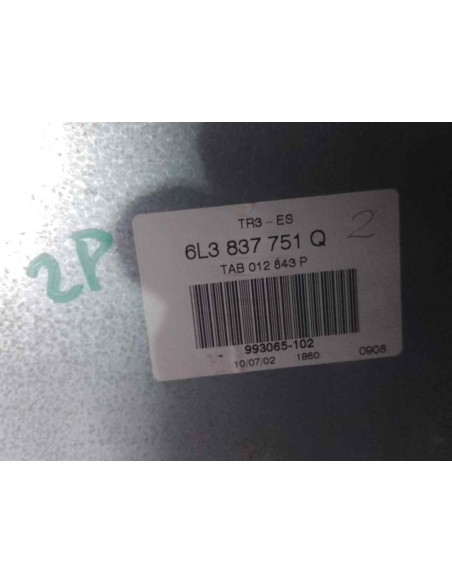 TR3-ES
6L3 837 751 Q 2
TAB 012 843 P
2P
993065-102
10/07/02 1860 0908